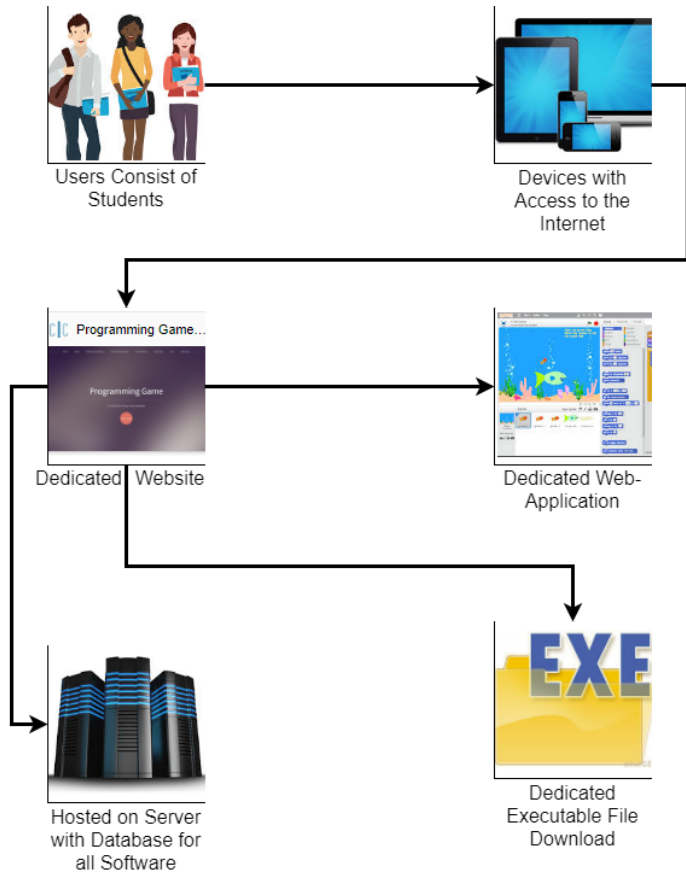 Users Consist of
Students
Devices with
Access to the
Internet
C|C Programming Game...
Programming Game
Dedicated Website
Dedicated Web-
Application
EXE
Hosted on Server
with Database for
all Software
Dedicated
Executable File
Download